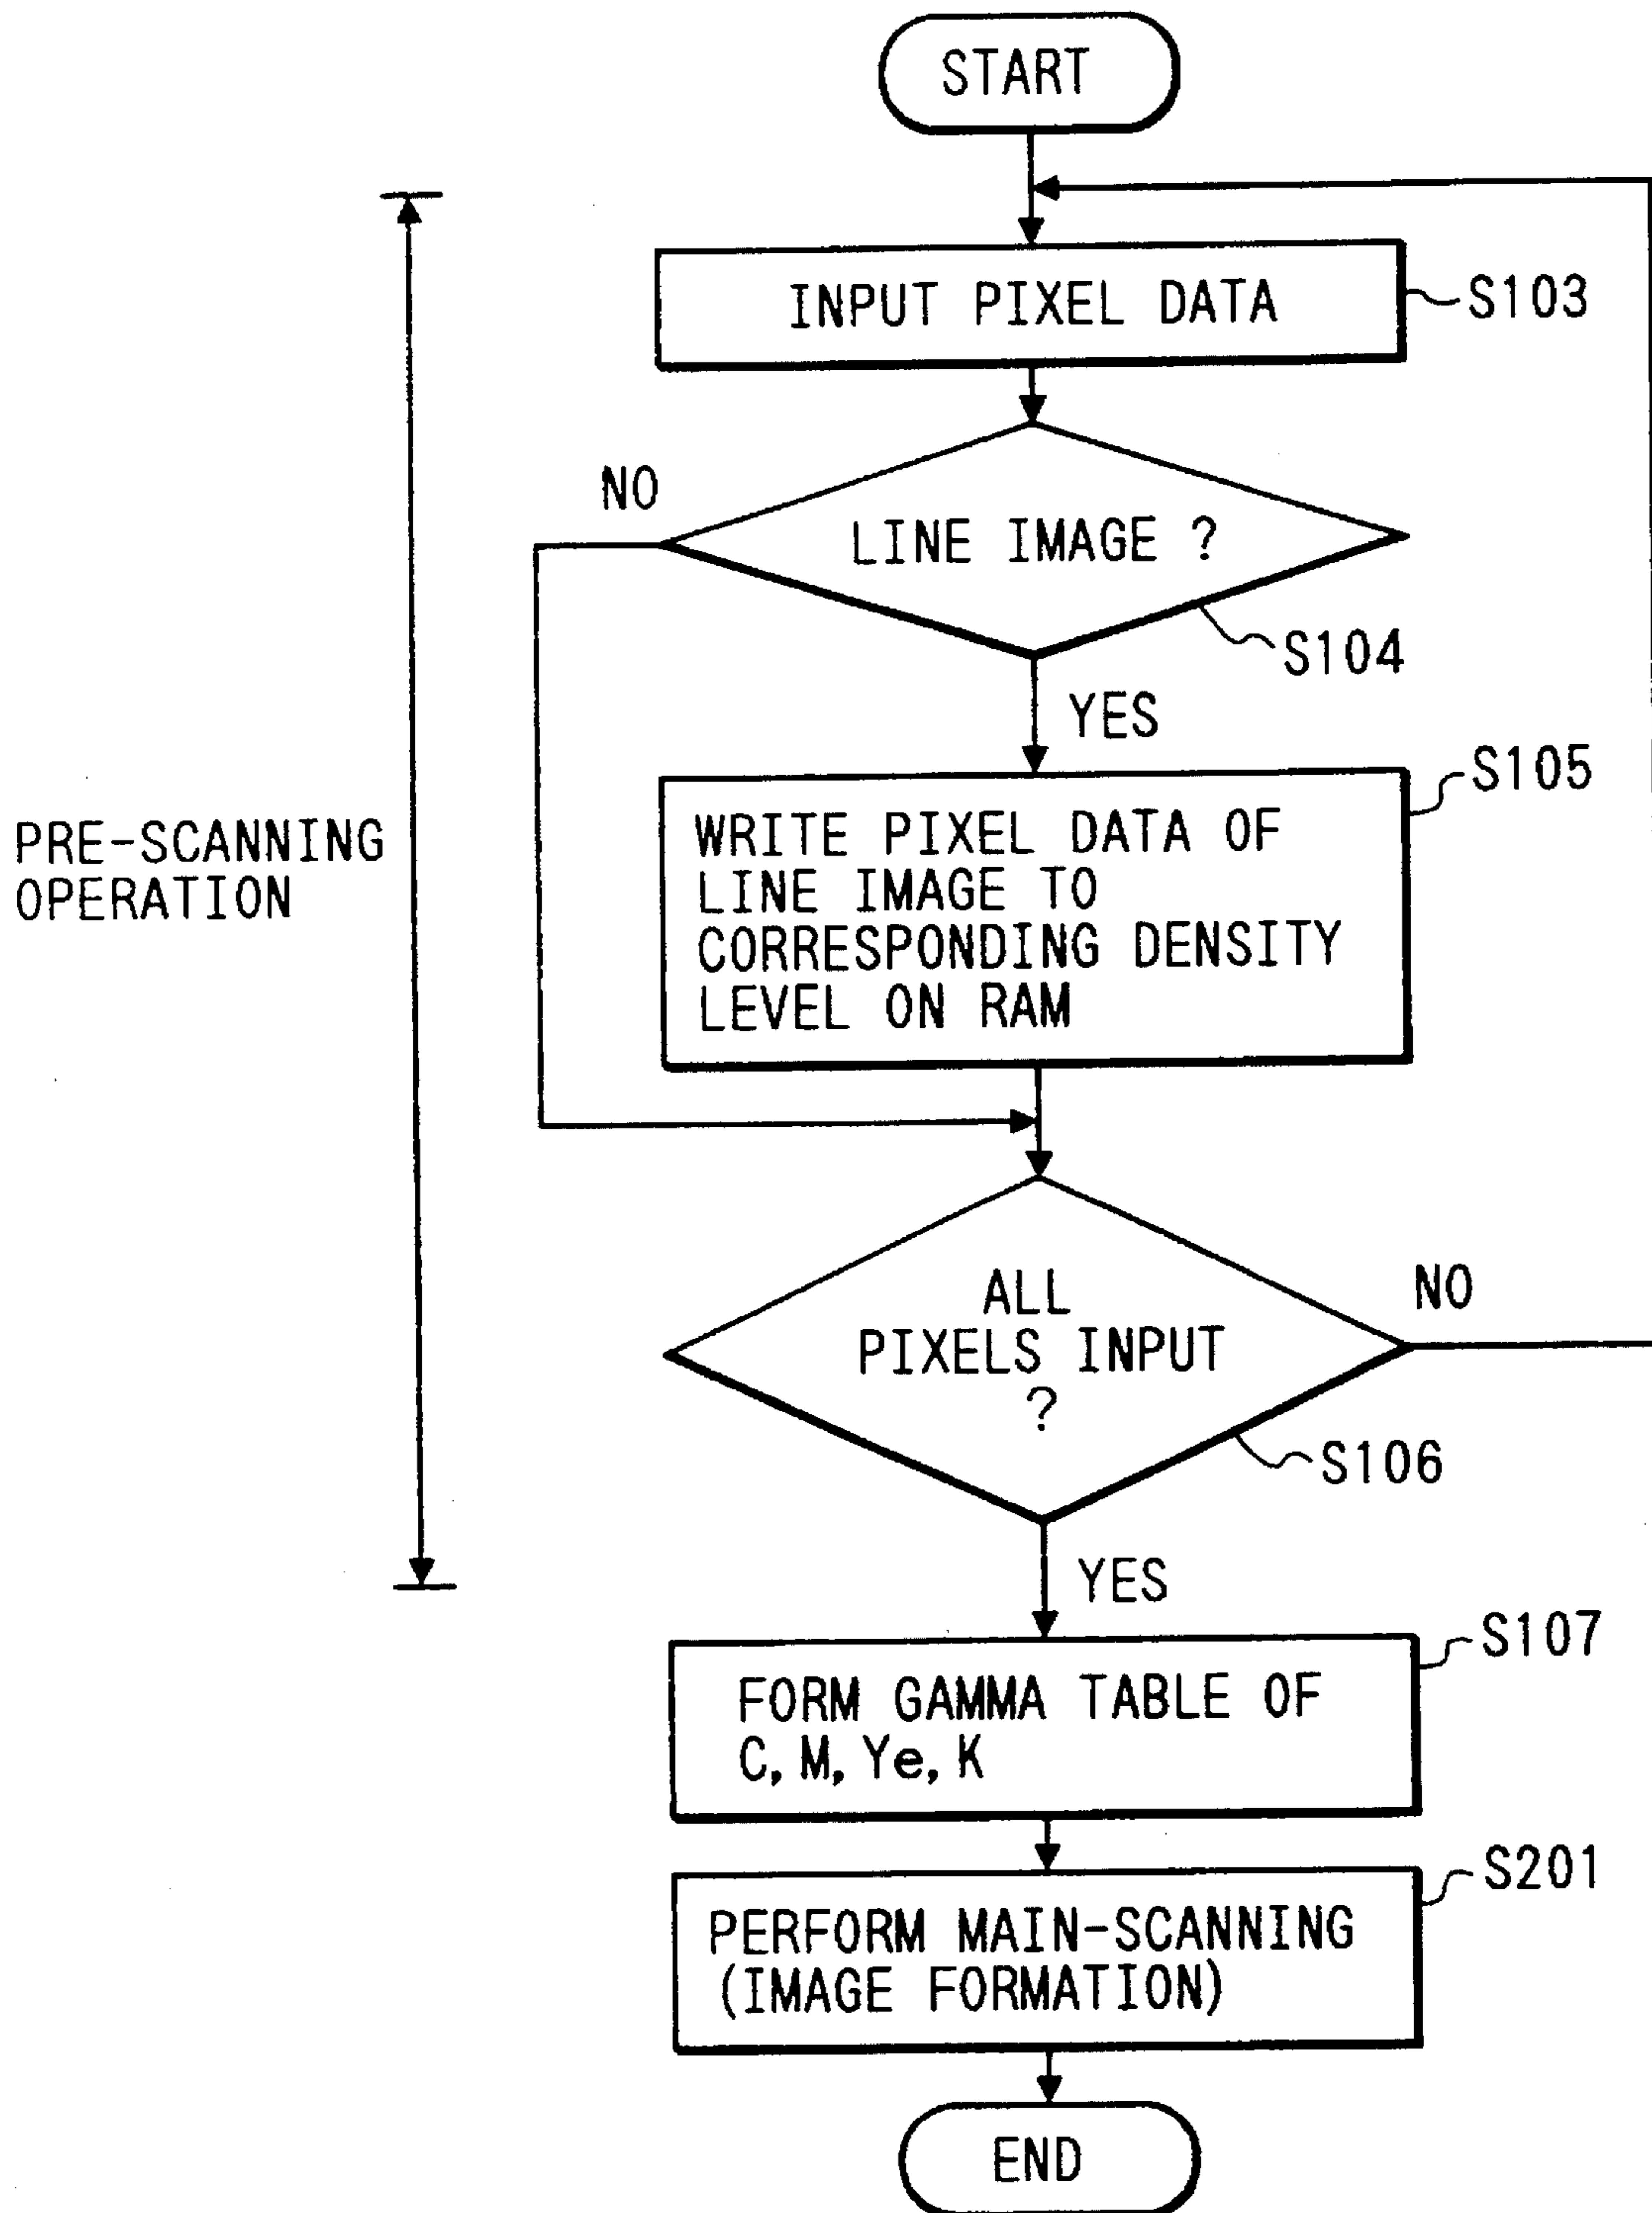 START
INPUT PIXEL DATA
S103
NO
LINE IMAGE ?
S104
YES
S105
WRITE PIXEL DATA OF
LINE IMAGE TO
CORRESPONDING DENSITY
LEVEL ON RAM
PRE-SCANNING
OPERATION
ALL
PIXELS INPUT
?
NO
S106
YES
S107
FORM GAMMA TABLE OF
C, M, Ye, K
S201
PERFORM MAIN-SCANNING
(IMAGE FORMATION)
END